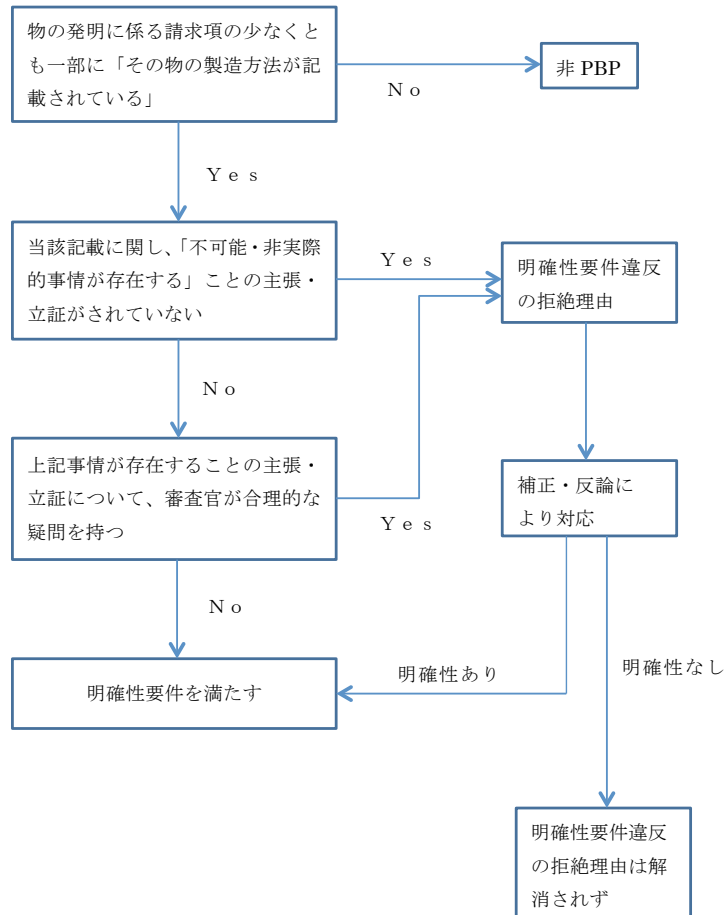 物の発明に係る請求項の少なくと
も一部に「その物の製造方法が記
載されている」
非 PBP
No
Yes
当該記載に関し、「不可能・非実際
的事情が存在する」ことの主張・
立証がされていない
Yes
明確性要件違反
の拒絶理由
No
上記事情が存在することの主張・
立証について、審査官が合理的な
疑問を持つ
Yes
補正・反論に
より対応
No
明確性要件を満たす
明確性あり
明確性なし
明確性要件違反
の拒絶理由は解
消されず